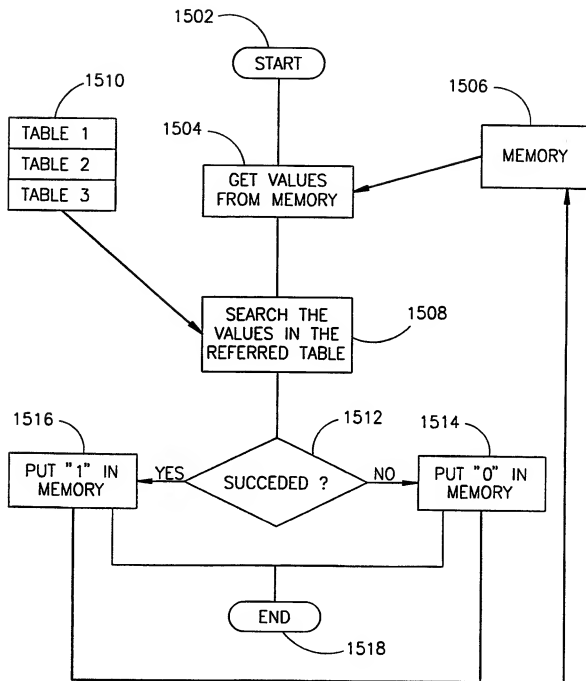 1502
START
1510
1506
TABLE 1
TABLE 2
TABLE 3
1504
GET VALUES
FROM MEMORY
MEMORY
SEARCH THE
VALUES IN THE
REFERRED TABLE
1508
1516
1512
1514
PUT "1" IN
MEMORY
YES
SUCCEDED ?
NO
PUT "0" IN
MEMORY
END
1518